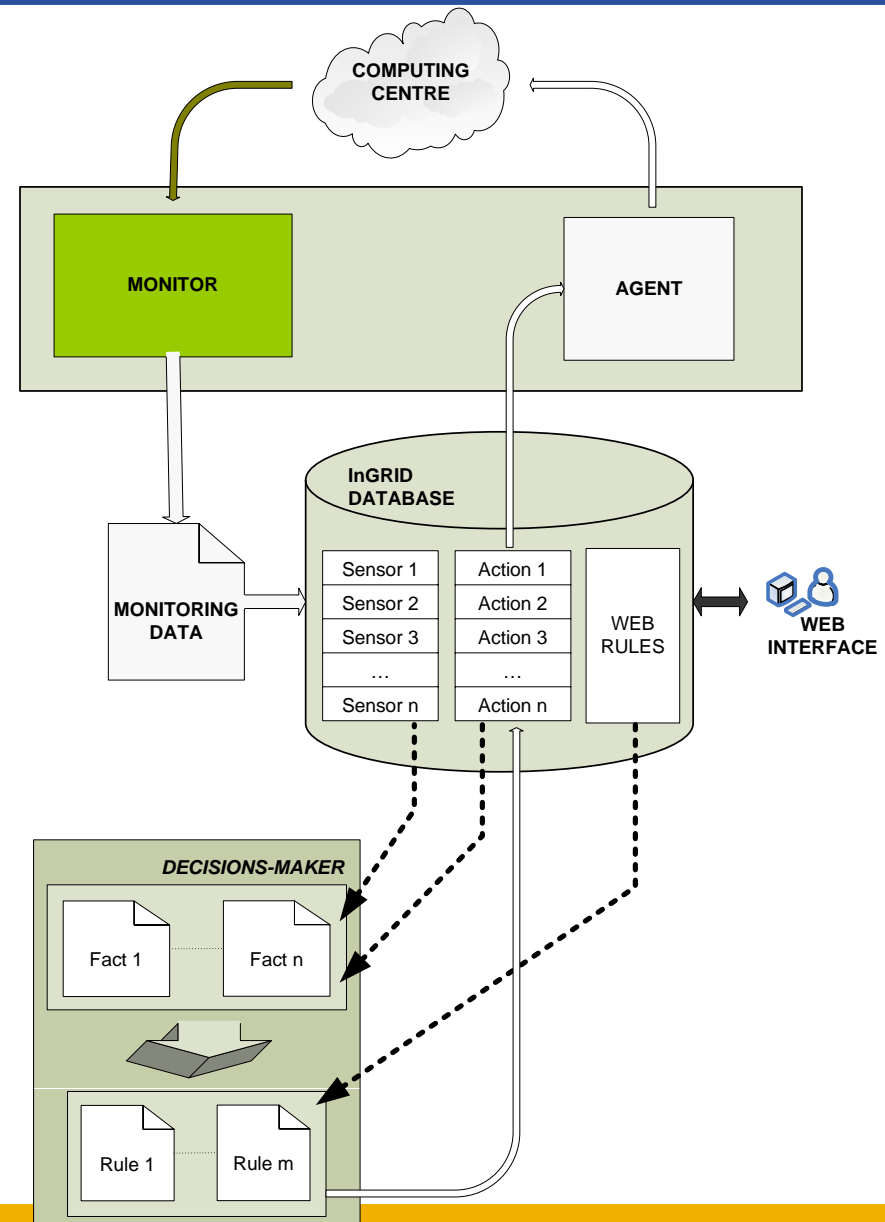 COMPUTING
CENTRE
MONITOR
AGENT
InGRID
DATABASE
MONITORING
DATA
Sensor 1
Sensor 2
Sensor 3
…
Sensor n
Action 1
Action 2
Action 3
…
Action n
WEB
RULES
WEB
INTERFACE
DECISIONS-MAKER
Fact 1
Fact n
Rule 1
Rule m